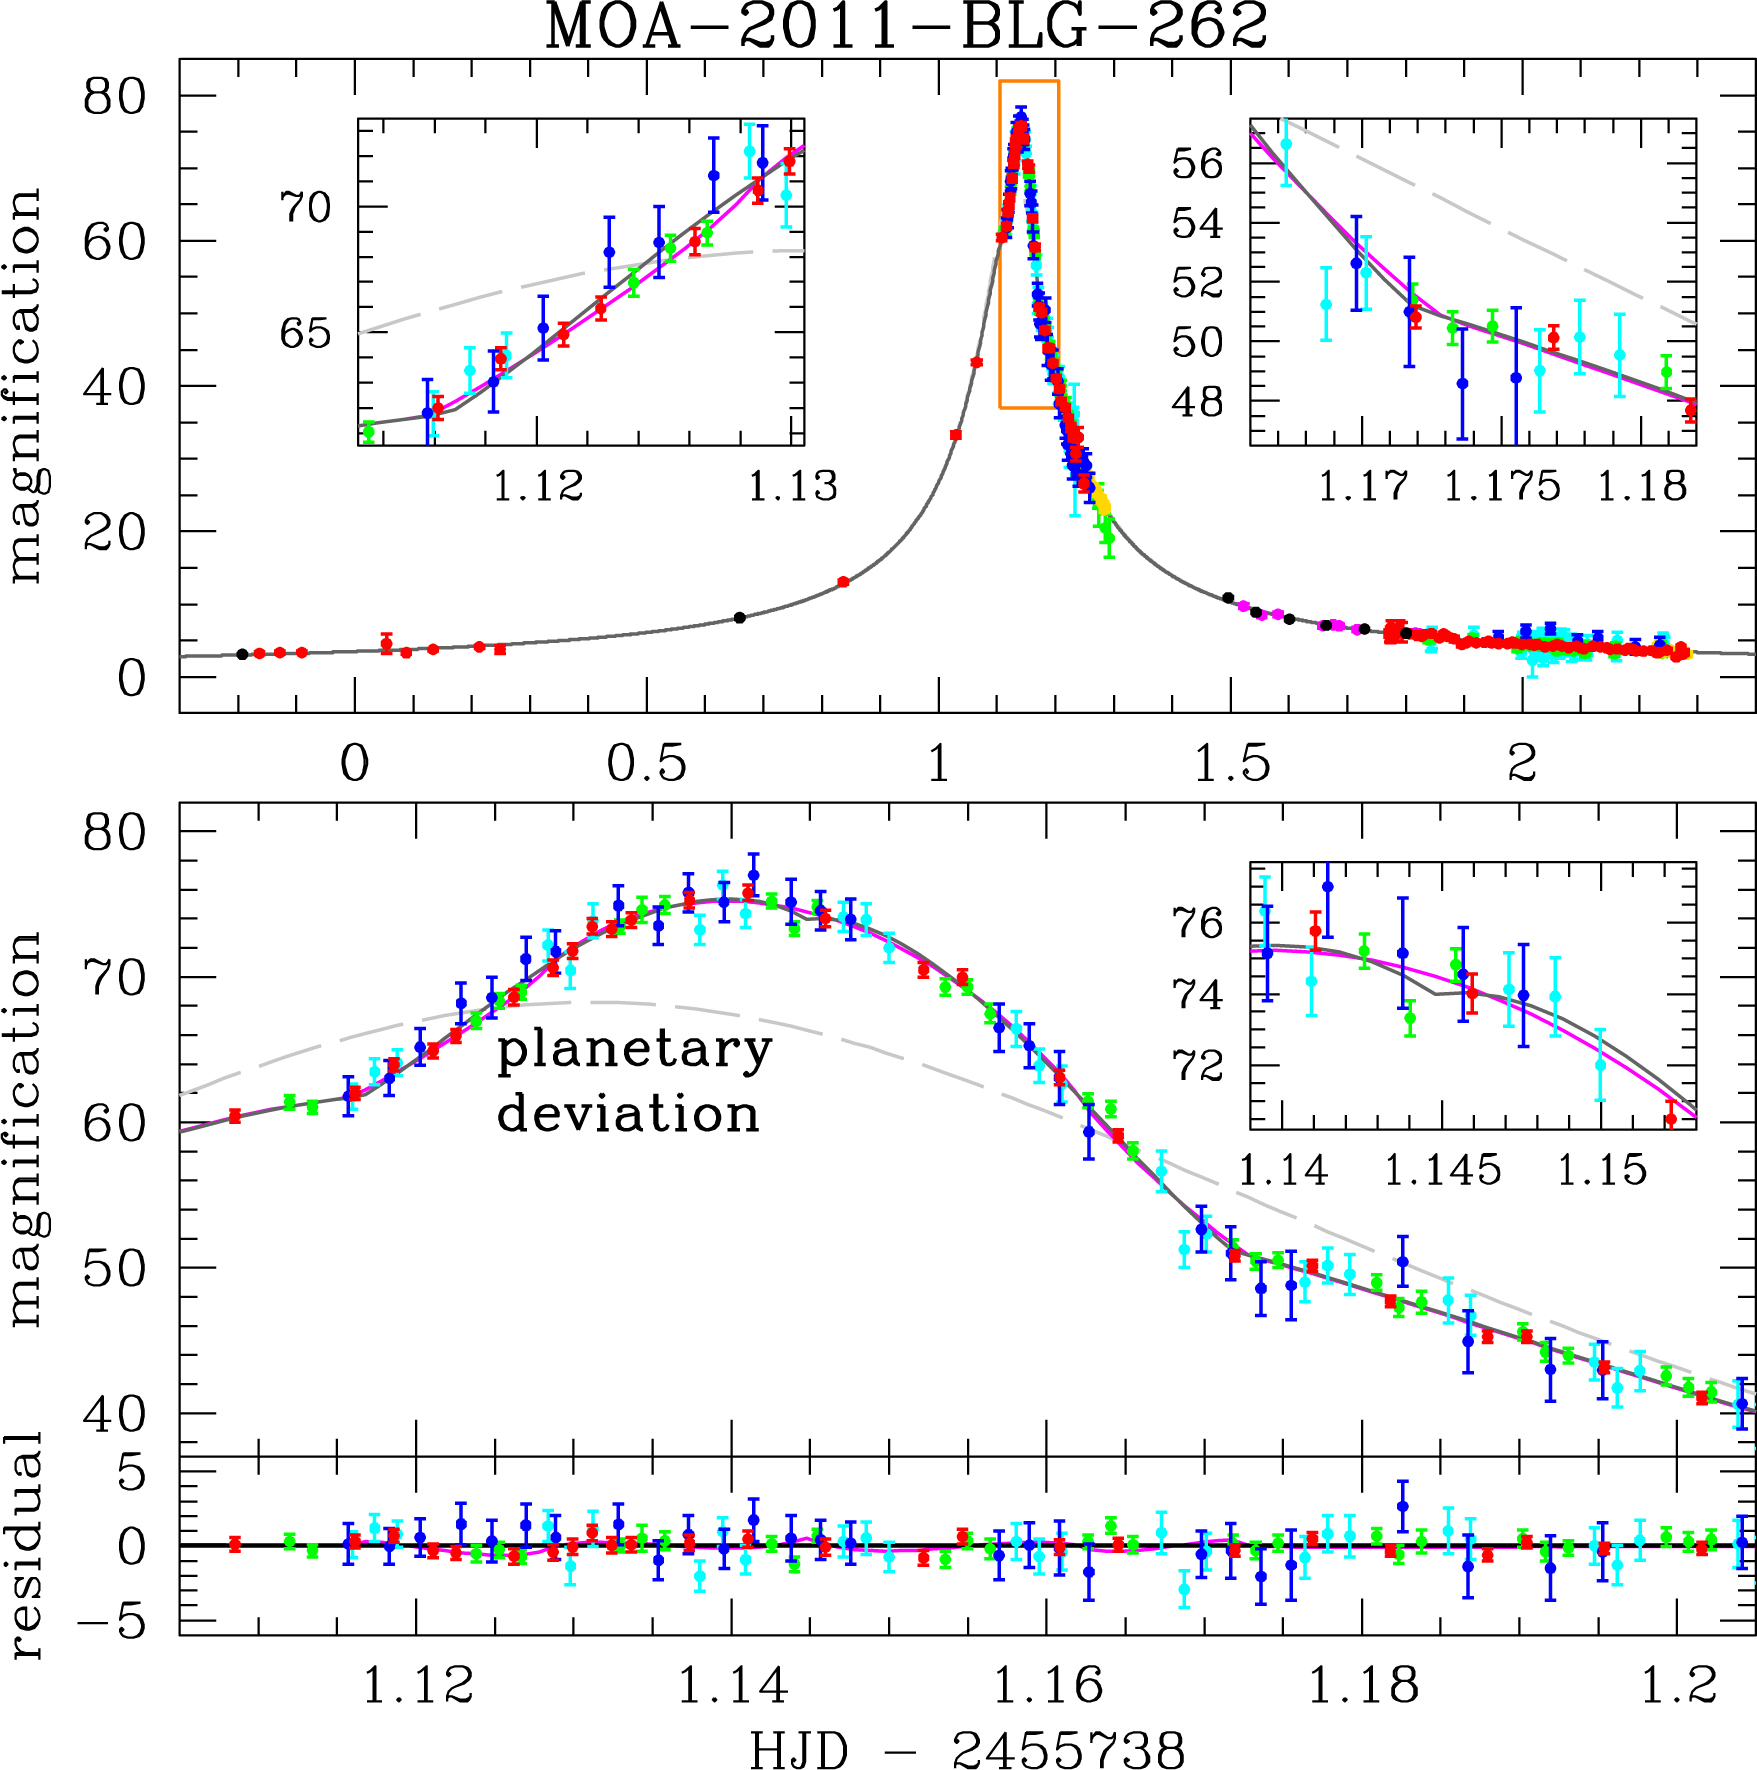 MOA-2011-BLG-262
magnification
80
60
40
20
0
70
65
1.12 1.13
56
54
52
50
48
1.17 1.175 1.18
0 0.5 1 1.5 2
magnification
80
70
60
50
40
planetary
deviation
76
74
72
1.14 1.145 1.15
residual
5
0
-5
1.12 1.14 1.16 1.18 1.2
HJD - 2455738